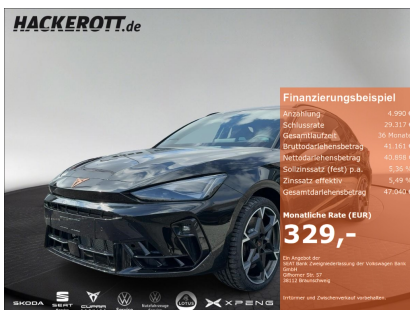 HACKEROTT.de
Finanzierungsbeispiel
Anzahlung 4.990 €
Schlussrate 29.317 €
Gesamtlaufzeit 36 Monate
Bruttodarlehensbetrag 41.161 €
Nettodarlehensbetrag
Sollzinssatz (fest) p.a. 5,36 %
Zinssatz effektiv 5,49 %
Gesamtdarlehensbetrag 47.040 €
Monatliche Rate (EUR)
329,-
Ein Angebot der
SEAT Bank Zweigniederlassung der Volkswagen Bank
GmbH
Gifhorner Str. 57
38112 Braunschweig
Irrtümer und Zwischenverkauf vorbehalten.
SKODA SEAT CUPRA LOTUS XPENG